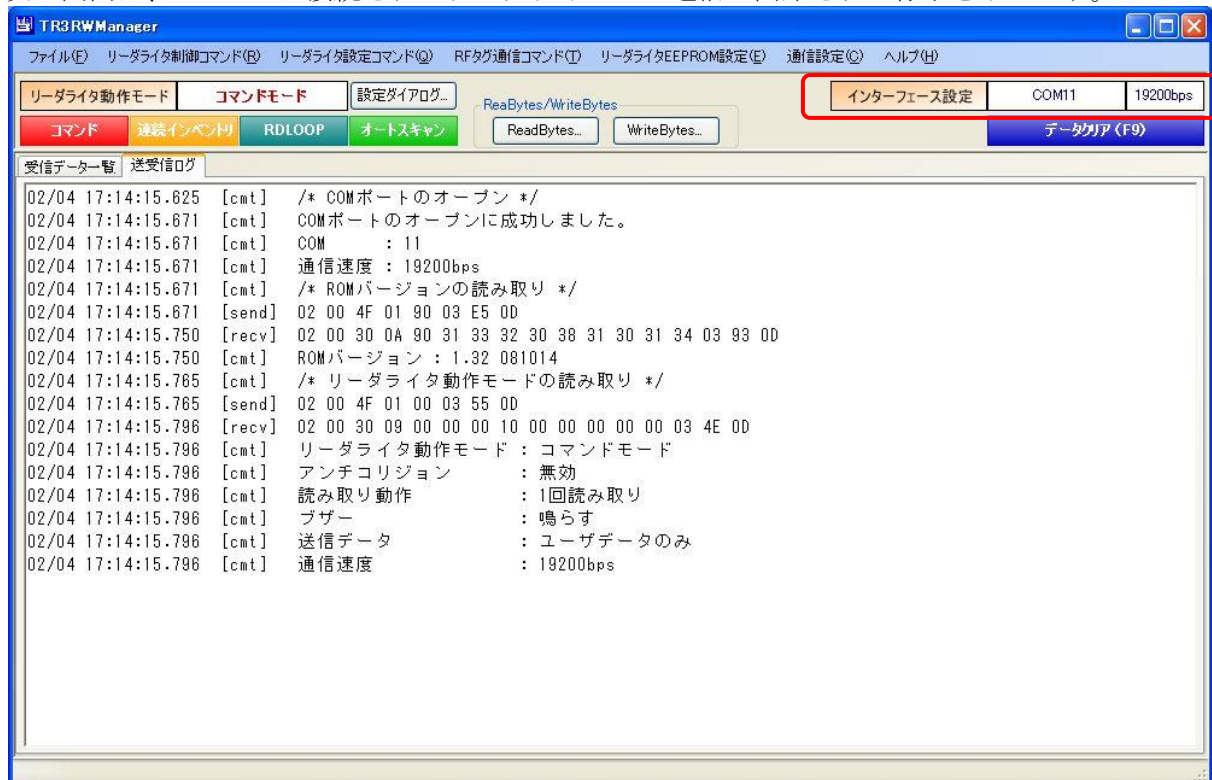 TR3RWManager
ファイル(F) リーダライタ制御コマンド(R) リーダライタ設定コマンド(Q) RFタグ通信コマンド(T) リーダライタEEPROM設定(E) 通信設定(C) ヘルプ(H)
リーダライタ動作モード コマンドモード 設定ダイアログ... ReaBytes/WriteBytes インターフェース設定 COM11 19200bps
コマンド 連続インベントリ RDLOOP オートスキャン ReadBytes... WriteBytes... データクリア(F9)
受信データ一覧 送受信ログ
02/04 17:14:15.625 [cmt] /* COMポートのオープン */
02/04 17:14:15.671 [cmt] COMポートのオープンに成功しました。
02/04 17:14:15.671 [cmt] COM : 11
02/04 17:14:15.671 [cmt] 通信速度 : 19200bps
02/04 17:14:15.671 [cmt] /* ROMバージョンの読み取り */
02/04 17:14:15.671 [send] 02 00 4F 01 90 03 E5 0D
02/04 17:14:15.750 [recv] 02 00 30 0A 90 31 33 32 30 38 31 30 31 34 03 93 0D
02/04 17:14:15.750 [cmt] ROMバージョン : 1.32 081014
02/04 17:14:15.765 [cmt] /* リーダライタ動作モードの読み取り */
02/04 17:14:15.765 [send] 02 00 4F 01 00 03 55 0D
02/04 17:14:15.796 [recv] 02 00 30 09 00 00 00 10 00 00 00 00 00 03 4E 0D
02/04 17:14:15.796 [cmt] リーダライタ動作モード : コマンドモード
02/04 17:14:15.796 [cmt] アンチコリジョン : 無効
02/04 17:14:15.796 [cmt] 読み取り動作 : 1回読み取り
02/04 17:14:15.796 [cmt] ブザー : 鳴らす
02/04 17:14:15.796 [cmt] 送信データ : ユーザデータのみ
02/04 17:14:15.796 [cmt] 通信速度 : 19200bps